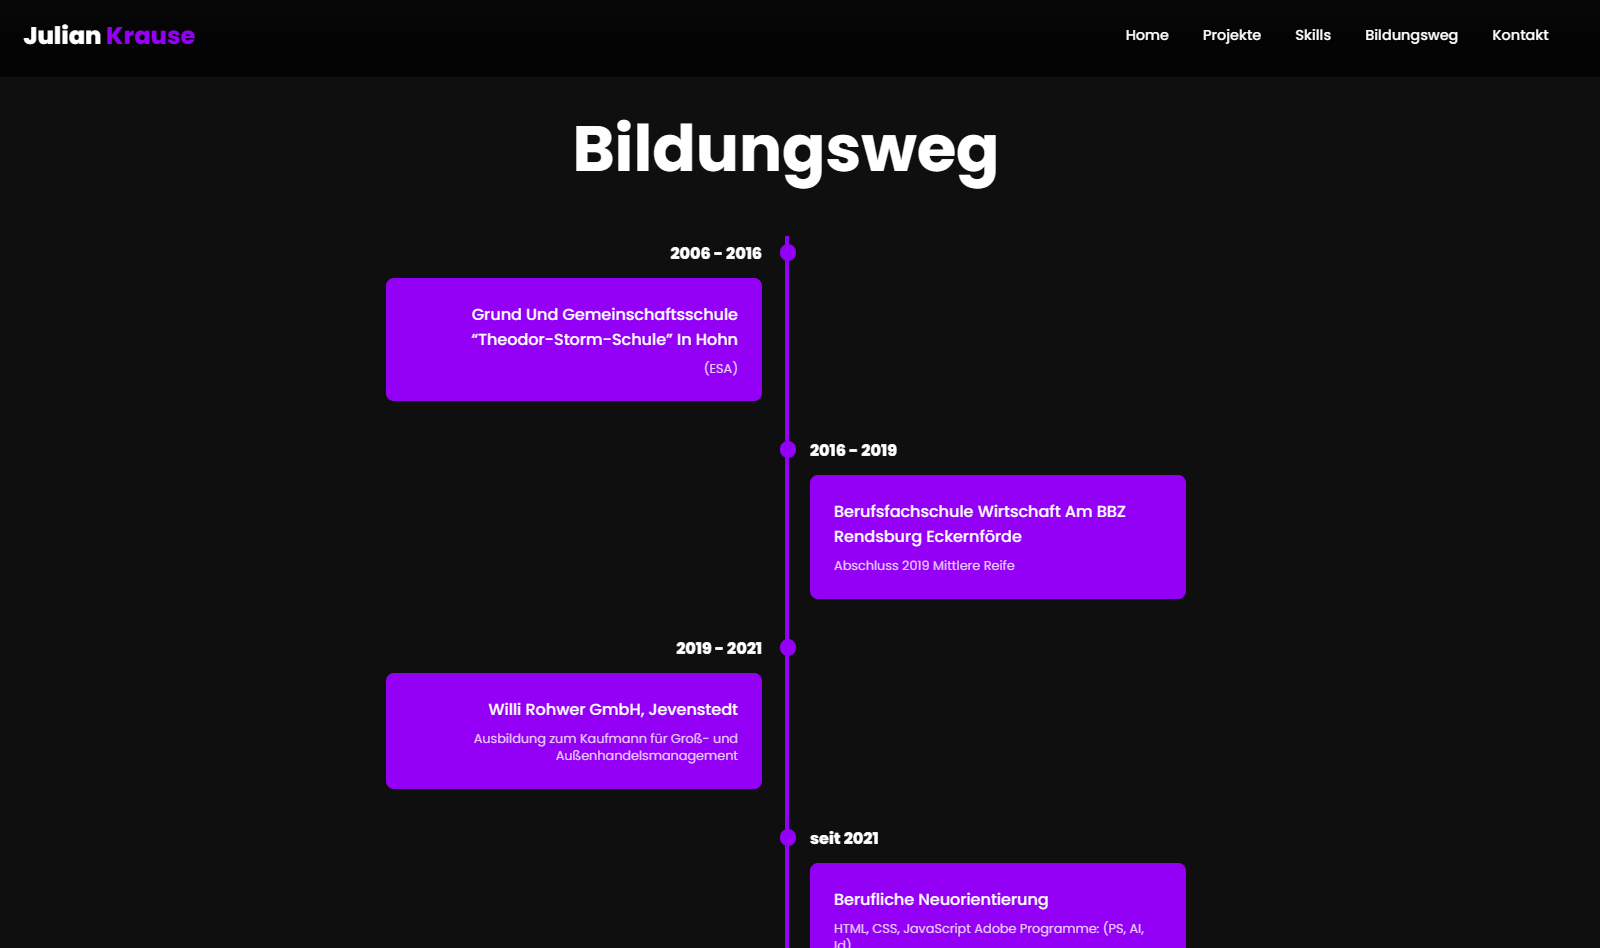 Julian Krause
Home Projekte Skills Bildungsweg Kontakt
Bildungsweg
2006 – 2016
Grund Und Gemeinschaftsschule
“Theodor-Storm-Schule” In Hohn
(ESA)
2016 – 2019
Berufsfachschule Wirtschaft Am BBZ
Rendsburg Eckernförde
Abschluss 2019 Mittlere Reife
2019 – 2021
Willi Rohwer GmbH, Jevenstedt
Ausbildung zum Kaufmann für Groß- und
Außenhandelsmanagement
seit 2021
Berufliche Neuorientierung
HTML, CSS, JavaScript Adobe Programme: (PS, AI,
Id)